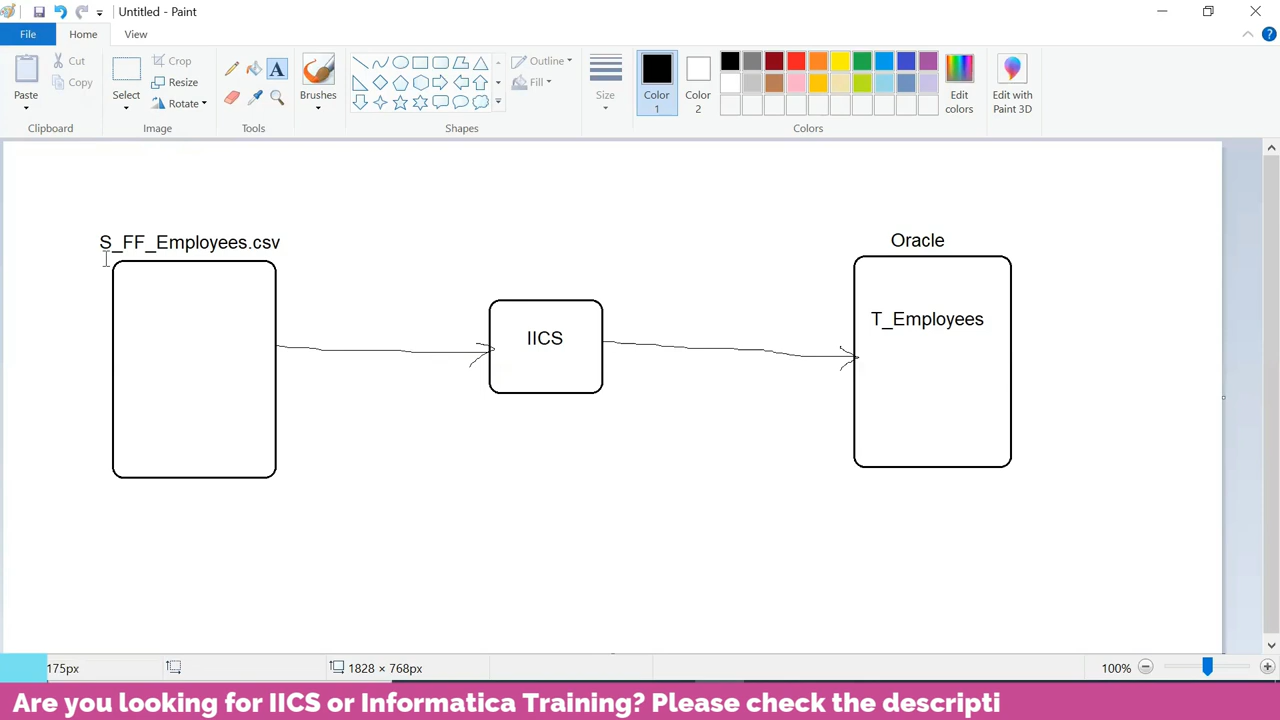 Untitled - Paint
File
Home
View
Paste
Cut
Copy
Clipboard
Select
Crop
Resize
Rotate
Image
A
Tools
Brushes
Outline
Fill
Shapes
Size
Color 1
Color 2
Edit colors
Colors
Edit with Paint 3D
S_FF_Employees.csv
IICS
Oracle
T_Employees
175px
1828 × 768px
100%
Are you looking for IICS or Informatica Training? Please check the descripti